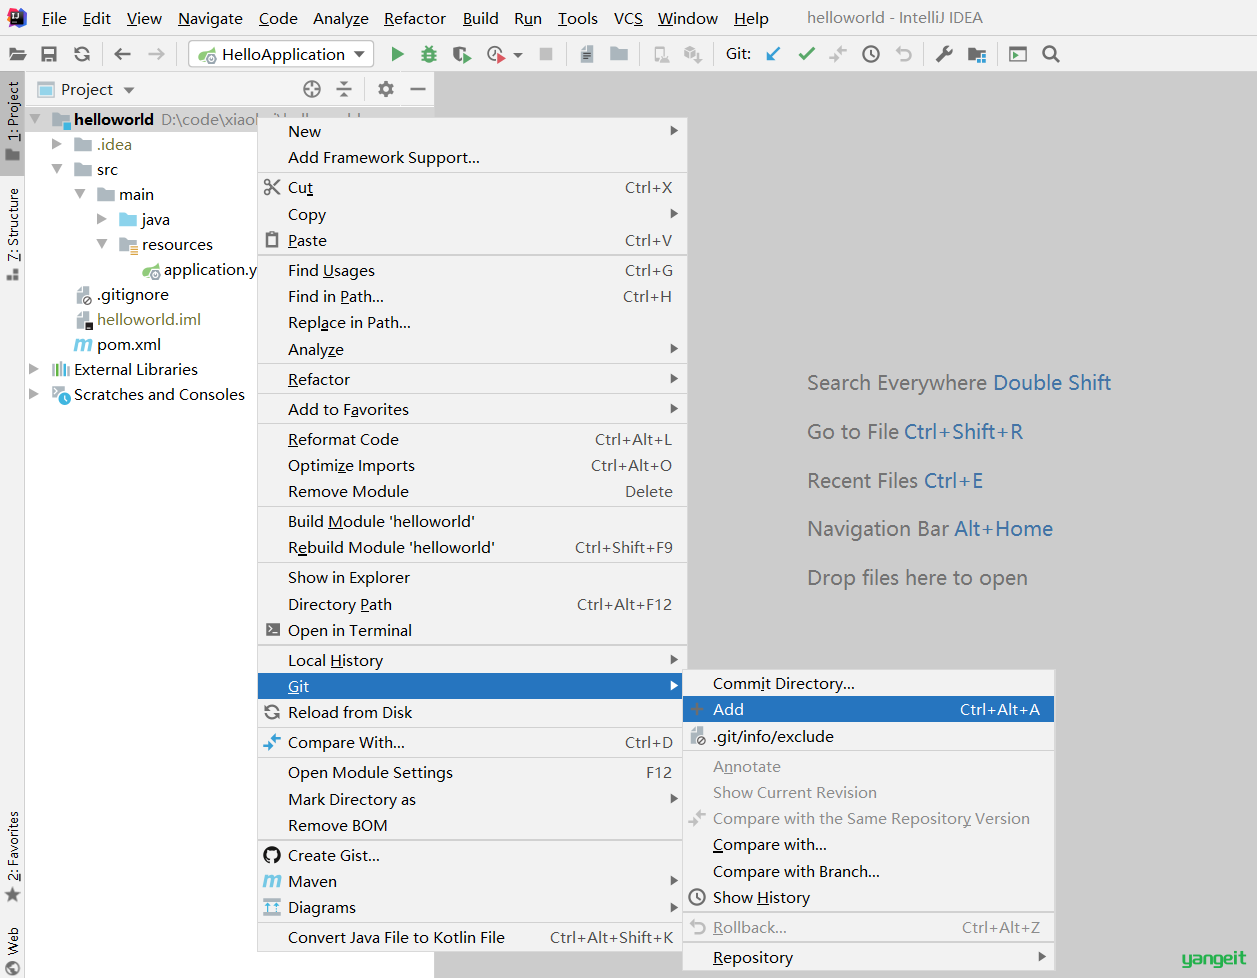 File Edit View Navigate Code Analyze Refactor Build Run Tools VCS Window Help helloworld - IntelliJ IDEA
HelloApplication Git:
Project
1: Project
7: Structure
2: Favorites
Web
helloworld D:\code\xiao
.idea
src
main
java
resources
application.y
.gitignore
helloworld.iml
pom.xml
External Libraries
Scratches and Consoles
New
Add Framework Support...
Cut Ctrl+X
Copy
Paste Ctrl+V
Find Usages Ctrl+G
Find in Path... Ctrl+H
Replace in Path...
Analyze
Refactor
Add to Favorites
Reformat Code Ctrl+Alt+L
Optimize Imports Ctrl+Alt+O
Remove Module Delete
Build Module 'helloworld'
Rebuild Module 'helloworld' Ctrl+Shift+F9
Show in Explorer
Directory Path Ctrl+Alt+F12
Open in Terminal
Local History
Git
Reload from Disk
Compare With... Ctrl+D
Open Module Settings F12
Mark Directory as
Remove BOM
Create Gist...
Maven
Diagrams
Convert Java File to Kotlin File Ctrl+Alt+Shift+K
Commit Directory...
Add Ctrl+Alt+A
.git/info/exclude
Annotate
Show Current Revision
Compare with the Same Repository Version
Compare with...
Compare with Branch...
Show History
Rollback... Ctrl+Alt+Z
Repository
Search Everywhere Double Shift
Go to File Ctrl+Shift+R
Recent Files Ctrl+E
Navigation Bar Alt+Home
Drop files here to open
yangeit